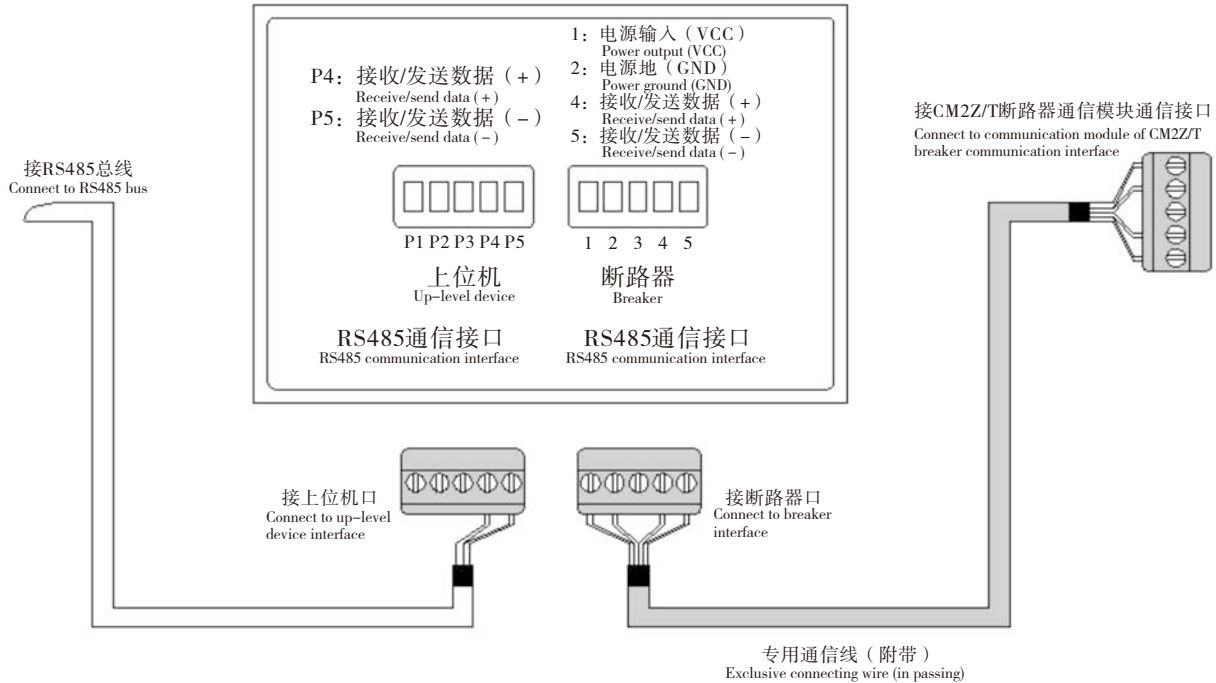 1：电源输入（VCC）
Power output (VCC)
2：电源地（GND）
Power ground (GND)
4：接收/发送数据（+）
Receive/send data (+)
5：接收/发送数据（-）
Receive/send data (-)
P4：接收/发送数据（+）
Receive/send data (+)
P5：接收/发送数据（-）
Receive/send data (-)
P1 P2 P3 P4 P5
1 2 3 4 5
上位机
Up-level device
断路器
Breaker
RS485通信接口
RS485 communication interface
RS485通信接口
RS485 communication interface
接RS485总线
Connect to RS485 bus
接CM2Z/T断路器通信模块通信接口
Connect to communication module of CM2Z/T
breaker communication interface
接上位机口
Connect to up-level
device interface
接断路器口
Connect to breaker
interface
专用通信线（附带）
Exclusive connecting wire (in passing)